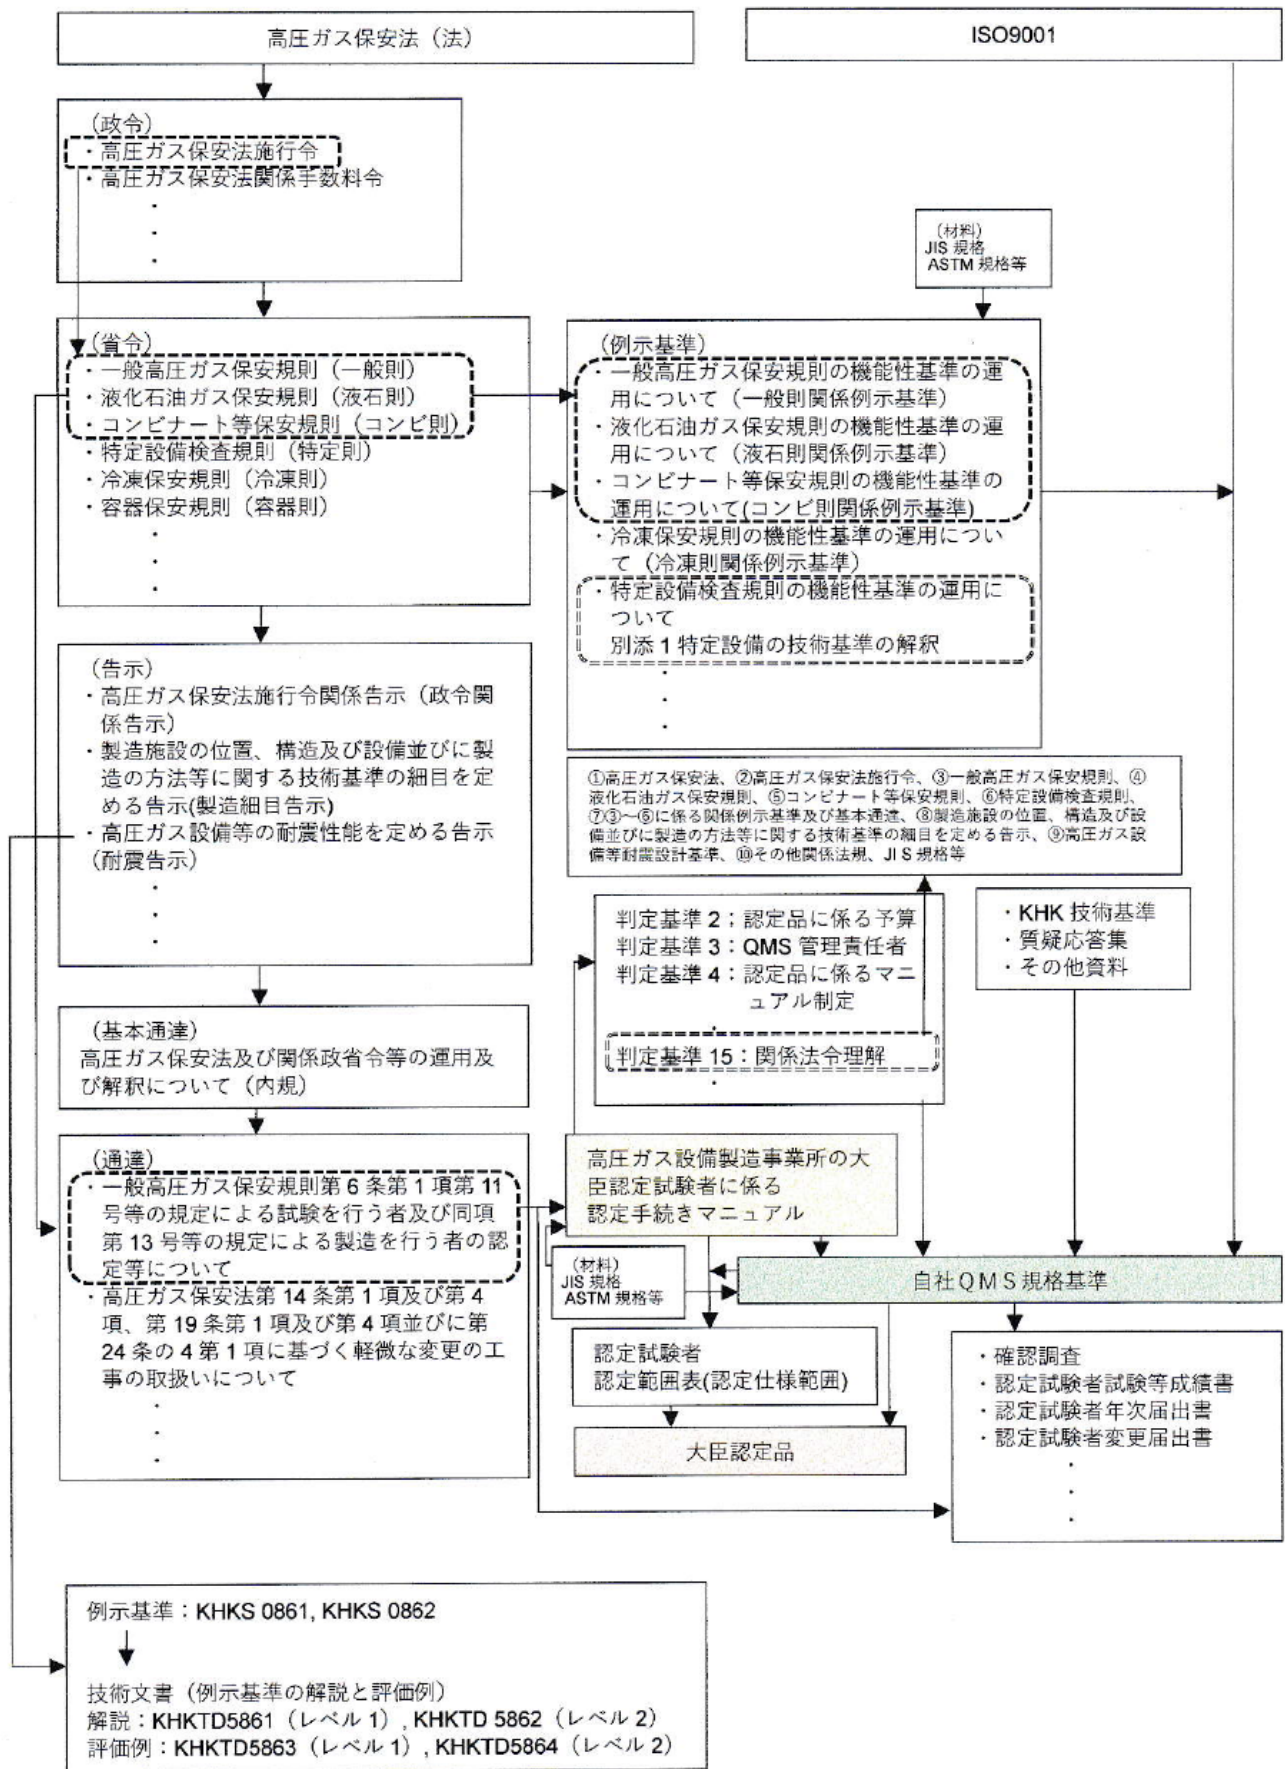 高圧ガス保安法（法）
ISO9001
（政令）
・高圧ガス保安法施行令
・高圧ガス保安法関係手数料令
・
・
・
（材料）
JIS 規格
ASTM 規格等
（省令）
・一般高圧ガス保安規則（一般則）
・液化石油ガス保安規則（液石則）
・コンビナート等保安規則（コンビ則）
・特定設備検査規則（特定則）
・冷凍保安規則（冷凍則）
・容器保安規則（容器則）
・
・
・
（例示基準）
・一般高圧ガス保安規則の機能性基準の運
用について（一般則関係例示基準）
・液化石油ガス保安規則の機能性基準の運
用について（液石則関係例示基準）
・コンビナート等保安規則の機能性基準の
運用について(コンビ則関係例示基準)
・冷凍保安規則の機能性基準の運用につい
て（冷凍則関係例示基準）
・特定設備検査規則の機能性基準の運用に
ついて
別添 1 特定設備の技術基準の解釈
・
・
・
（告示）
・高圧ガス保安法施行令関係告示（政令関
係告示）
・製造施設の位置、構造及び設備並びに製
造の方法等に関する技術基準の細目を定
める告示(製造細目告示)
・高圧ガス設備等の耐震性能を定める告示
(耐震告示)
・
・
・
①高圧ガス保安法、②高圧ガス保安法施行令、③一般高圧ガス保安規則、④
液化石油ガス保安規則、⑤コンビナート等保安規則、⑥特定設備検査規則、
⑦③～⑥に係る関係例示基準及び基本通達、⑧製造施設の位置、構造及び設
備並びに製造の方法等に関する技術基準の細目を定める告示、⑨高圧ガス設
備等耐震設計基準、⑩その他関係法規、JIS 規格等
判定基準 2；認定品に係る予算
判定基準 3：QMS 管理責任者
判定基準 4：認定品に係るマニ
ュアル制定
・
判定基準 15：関係法令理解
・
・KHK 技術基準
・質疑応答集
・その他資料
（基本通達）
高圧ガス保安法及び関係政省令等の運用及
び解釈について（内規）
（通達）
・一般高圧ガス保安規則第 6 条第 1 項第 11
号等の規定による試験を行う者及び同項
第 13 号等の規定による製造を行う者の認
定等について
・高圧ガス保安法第 14 条第 1 項及び第 4
項、第 19 条第 1 項及び第 4 項並びに第
24 条の 4 第 1 項に基づく軽微な変更の工
事の取扱いについて
・
・
・
高圧ガス設備製造事業所の大
臣認定試験者に係る
認定手続きマニュアル
（材料）
JIS 規格
ASTM 規格等
自社ＱＭＳ規格基準
認定試験者
認定範囲表(認定仕様範囲)
大臣認定品
・確認調査
・認定試験者試験等成績書
・認定試験者年次届出書
・認定試験者変更届出書
・
・
・
例示基準：KHKS 0861, KHKS 0862
技術文書（例示基準の解説と評価例）
解説：KHKTD5861（レベル 1）, KHKTD 5862（レベル 2）
評価例：KHKTD5863（レベル 1）, KHKTD5864（レベル 2）